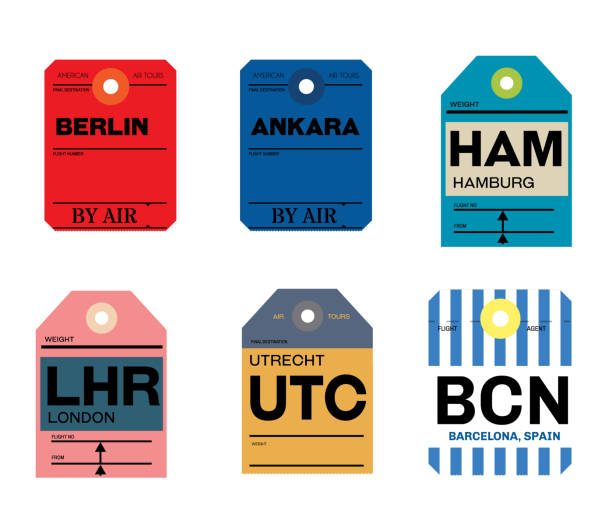 AMERICAN AIR TOURS
FINAL DESTINATION
BERLIN
FLIGHT NUMBER
BY AIR
AMERICAN AIR TOURS
FINAL DESTINATION
ANKARA
FLIGHT NUMBER
BY AIR
WEIGHT
HAM
HAMBURG
FLIGHT NO
FROM
WEIGHT
LHR
LONDON
FLIGHT NO
FROM
AIR TOURS
FINAL DESTINATION
UTRECHT
UTC
WEIGHT
FLIGHT AGENT
BCN
BARCELONA, SPAIN